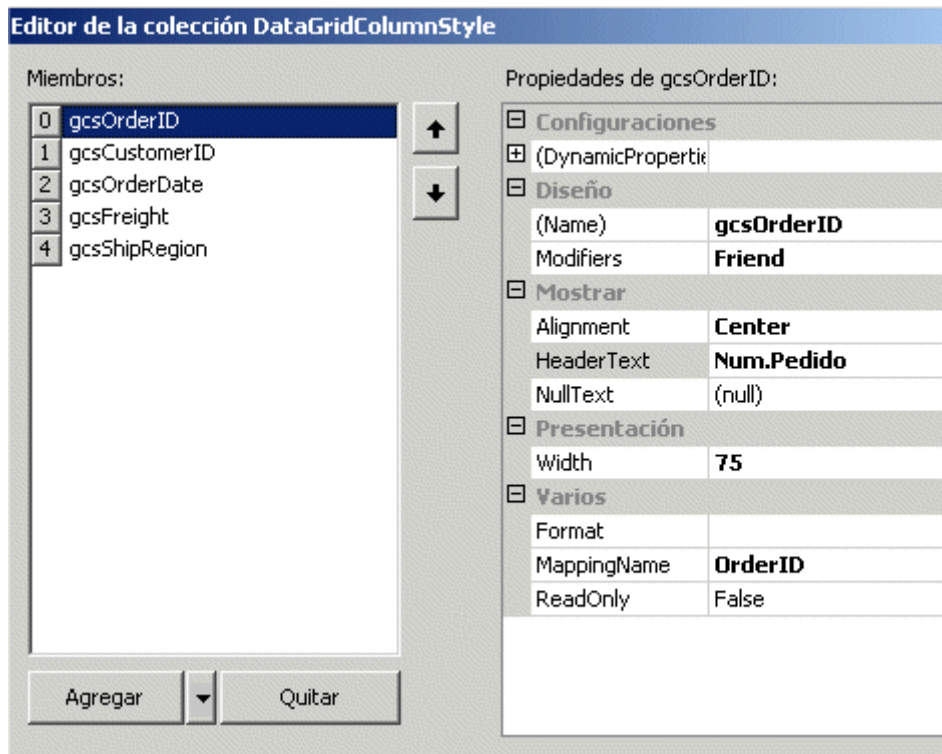 Editor de la colección DataGridColumnStyle
Miembros:
0 gcsOrderID
1 gcsCustomerID
2 gcsOrderDate
3 gcsFreight
4 gcsShipRegion
Agregar Quitar
Propiedades de gcsOrderID:
Configuraciones
(DynamicPropertie
Diseño
(Name) gcsOrderID
Modifiers Friend
Mostrar
Alignment Center
HeaderText Num.Pedido
NullText (null)
Presentación
Width 75
Varios
Format
MappingName OrderID
ReadOnly False